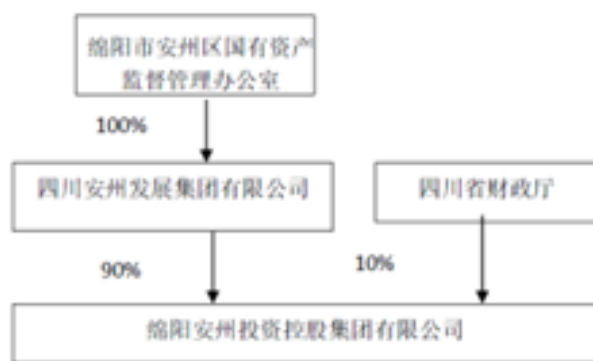 绵阳市安州区国有资产
监督管理办公室
100%
四川安州发展集团有限公司
四川省财政厅
90%
10%
绵阳安州投资控股集团有限公司